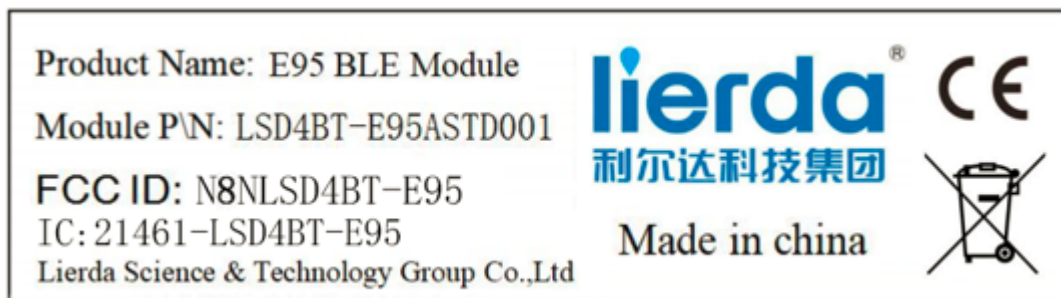 Product Name: E95 BLE Module
Module P\N: LSD4BT-E95ASTD001
FCC ID: N8NLSD4BT-E95
IC:21461-LSD4BT-E95
Lierda Science & Technology Group Co.,Ltd
lierda®
利尔达科技集团
Made in china
CE